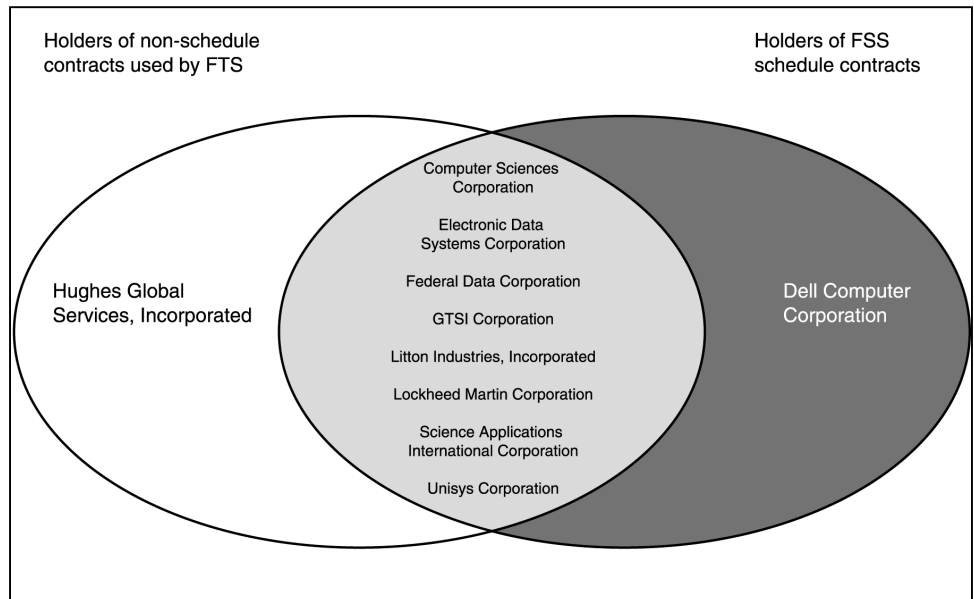 Holders of non-schedule
contracts used by FTS
Holders of FSS
schedule contracts
Computer Sciences
Corporation
Electronic Data
Systems Corporation
Federal Data Corporation
GTSI Corporation
Litton Industries, Incorporated
Lockheed Martin Corporation
Science Applications
International Corporation
Unisys Corporation
Hughes Global
Services, Incorporated
Dell Computer
Corporation